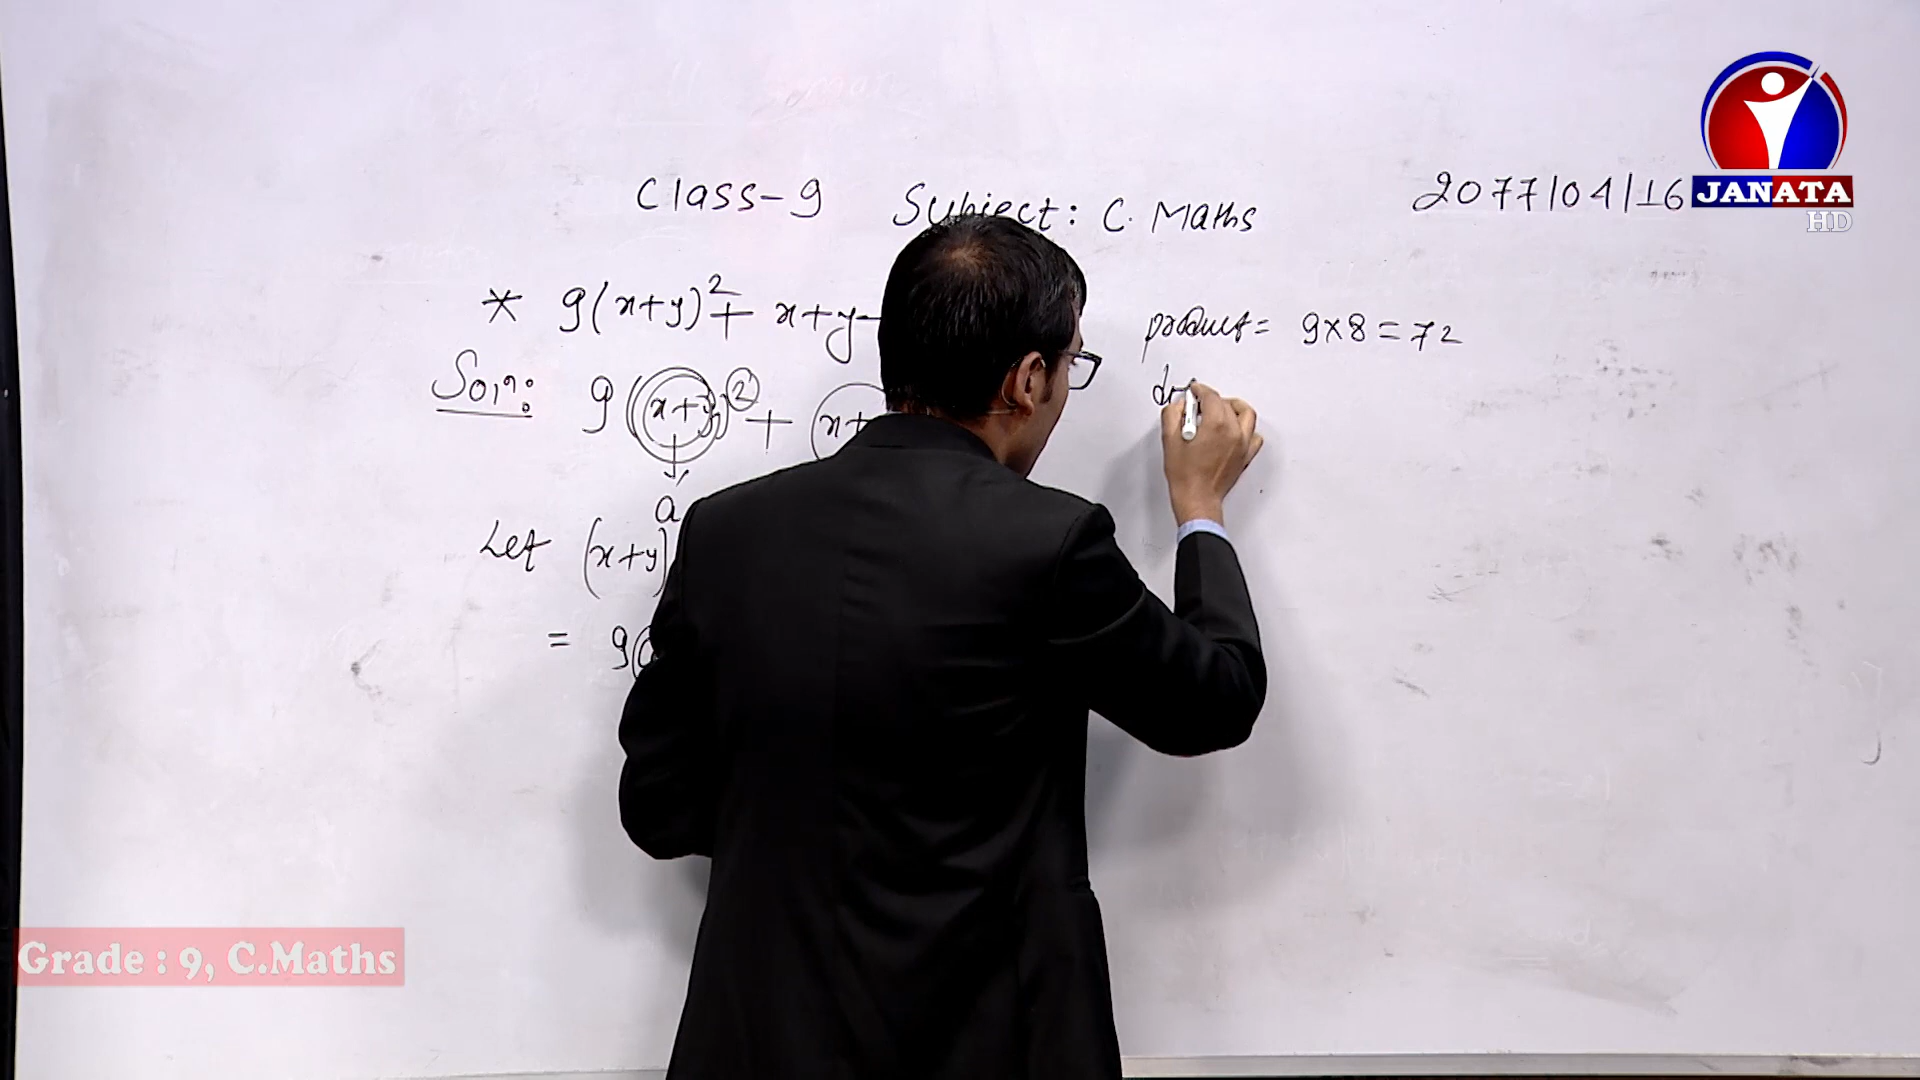 Class-9 Subject: C. Maths 2077/04/16
JANATA
HD
* 9(x+y)² + x+y-
product = 9×8 = 72
Solⁿ: 9((x+y))² + (x+
a
Let (x+y)
= 9(
Grade : 9, C.Maths